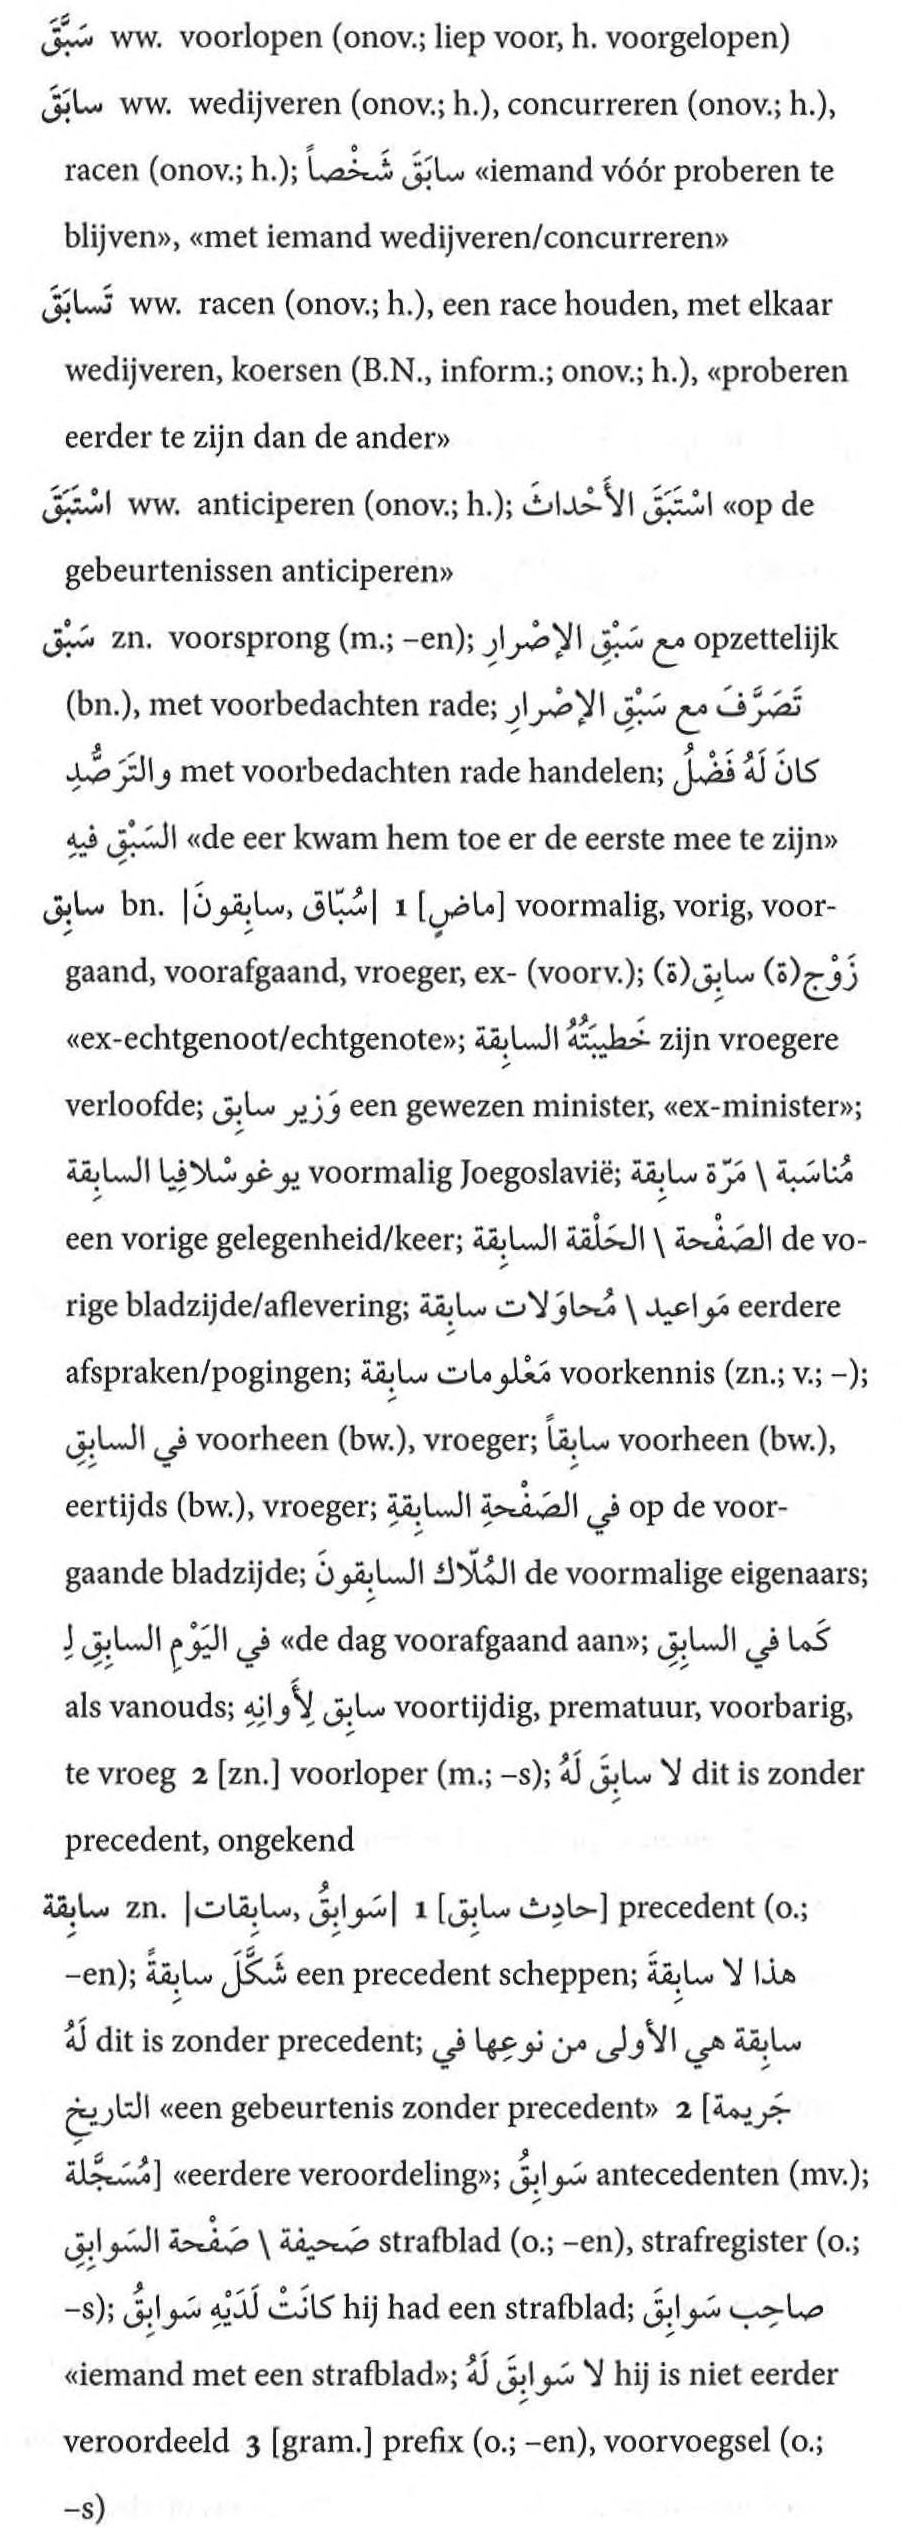 سَبَّقَ ww. voorlopen (onov.; liep voor, h. voorgelopen)
سابَقَ ww. wedijveren (onov.; h.), concurreren (onov.; h.),
racen (onov.; h.); سابَقَ شَخْصاً «iemand vóór proberen te
blijven», «met iemand wedijveren/concurreren»
تَسابَقَ ww. racen (onov.; h.), een race houden, met elkaar
wedijveren, koersen (B.N., inform.; onov.; h.), «proberen
eerder te zijn dan de ander»
اسْتَبَقَ ww. anticiperen (onov.; h.); اسْتَبَقَ الأَحْداثَ «op de
gebeurtenissen anticiperen»
سَبْق zn. voorsprong (m.; –en); مع سَبْقِ الإصْرارِ opzettelijk
(bn.), met voorbedachten rade; تَصَرَّفَ مع سَبْقِ الإصْرارِ
والتَرَصُّدِ met voorbedachten rade handelen; كانَ لَهُ فَضْلُ
السَبْقِ فيهِ «de eer kwam hem toe er de eerste mee te zijn»
سابِق bn. |سُبّاق, سابِقونَ| 1 [ماضٍ] voormalig, vorig, voor-
gaand, voorafgaand, vroeger, ex- (voorv.); زَوْج(ة) سابِق(ة)
«ex-echtgenoot/echtgenote»; خَطيبَتُهُ السابِقة zijn vroegere
verloofde; وَزير سابِق een gewezen minister, «ex-minister»;
يوغوسْلافِيا السابِقة voormalig Joegoslavië; مُناسَبة \ مَرّة سابِقة
een vorige gelegenheid/keer; الصَفْحة \ الحَلْقة السابِقة de vo-
rige bladzijde/aflevering; مَواعيد \ مُحاوَلات سابِقة eerdere
afspraken/pogingen; مَعْلومات سابِقة voorkennis (zn.; v.; –);
في السابِقِ voorheen (bw.), vroeger; سابِقاً voorheen (bw.),
eertijds (bw.), vroeger; في الصَفْحةِ السابِقةِ op de voor-
gaande bladzijde; المُلّاك السابِقونَ de voormalige eigenaars;
في اليَوْمِ السابِقِ لِ «de dag voorafgaand aan»; كَما في السابِقِ
als vanouds; سابِق لِأَوانِهِ voortijdig, prematuur, voorbarig,
te vroeg 2 [zn.] voorloper (m.; –s); لا سابِقَ لَهُ dit is zonder
precedent, ongekend
سابِقة zn. |سَوابِقُ, سابِقات| 1 [حادِث سابِق] precedent (o.;
–en); شَكَّلَ سابِقةً een precedent scheppen; هذا لا سابِقةَ
لَهُ dit is zonder precedent; سابِقة هي الأولى من نوعِها في
التاريخِ «een gebeurtenis zonder precedent» 2 [جَريمة
مُسَجَّلة] «eerdere veroordeling»; سَوابِقُ antecedenten (mv.);
صَحيفة \ صَفْحة السَوابِقِ strafblad (o.; –en), strafregister (o.;
–s); كانَتْ لَدَيْهِ سَوابِقُ hij had een strafblad; صاحِب سَوابِقَ
«iemand met een strafblad»; لا سَوابِقَ لَهُ hij is niet eerder
veroordeeld 3 [gram.] prefix (o.; –en), voorvoegsel (o.;
–s)